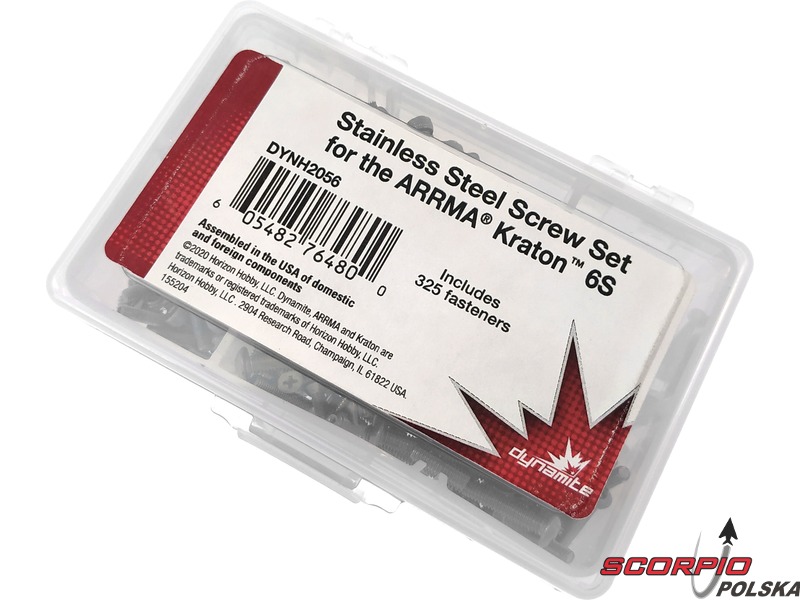 Stainless Steel Screw Set
for the ARRMA® Kraton™ 6S
DYNH2056
6 05482 76480 0
Includes
325 fasteners
Assembled in the USA of domestic
and foreign components
©2020 Horizon Hobby, LLC. Dynamite, ARRMA and Kraton are
trademarks or registered trademarks of Horizon Hobby, LLC.
Horizon Hobby, LLC . 2904 Research Road, Champaign, IL 61822 USA.
155204
dynamite
SCORPIO
POLSKA